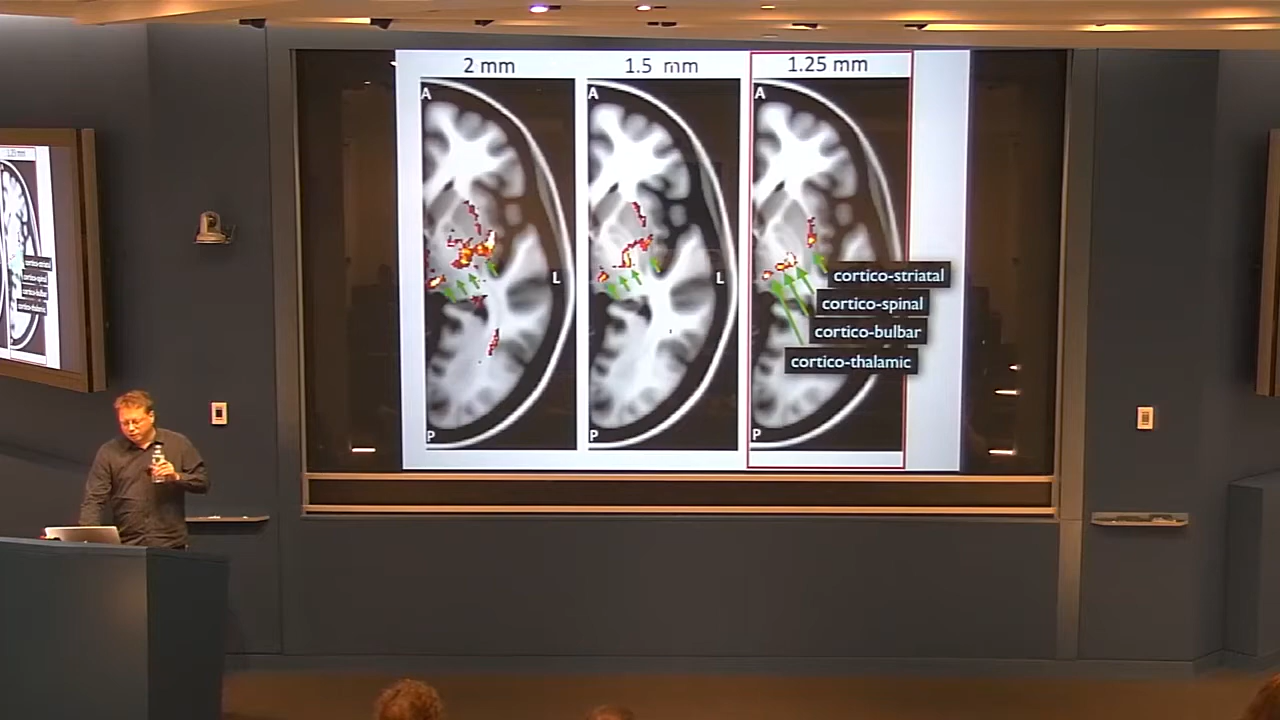 2 mm
1.5 mm
1.25 mm
A
A
A
L
L
cortico-striatal
cortico-spinal
cortico-bulbar
cortico-thalamic
P
P
P